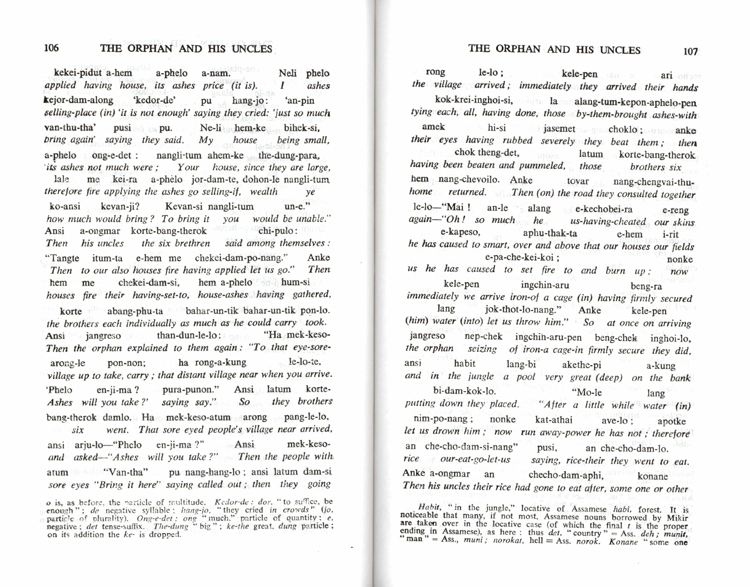 106 THE ORPHAN AND HIS UNCLES
kekei-pidut a-hem a-phelo a-nam. Neli phelo
applied having house, its ashes price (it is). I ashes
kejor-dam-along 'kedor-de' pu hang-jo: 'an-pin
selling-place (in) 'it is not enough' saying they cried: 'just so much
van-thu-tha' pusi pu. Ne-li hem-ke bihek-si,
bring again' saying they said. My house being small,
a-phelo ong-e-det: nangli-tum ahem-ke the-dung-para,
its ashes not much were; Your house, since they are large,
lale me kei-ra a-phelo jor-dam-te, dohon-le nangli-tum
therefore fire applying the ashes go selling-if, wealth ye
ko-ansi kevan-ji? Kevan-si nangli-tum un-e."
how much would bring? To bring it you would be unable."
Ansi a-ongmar korte-bang-therok chi-pulo:
Then his uncles the six brethren said among themselves:
"Tangte itum-ta e-hem me chekei-dam-po-nang." Anke
Then to our also houses fire having applied let us go." Then
hem me chekei-dam-si, hem a-phelo hum-si
houses fire their having-set-to, house-ashes having gathered,
korte abang-phu-ta bahar-un-tik bahar-un-tik pon-lo.
the brothers each individually as much as he could carry took.
Ansi jangreso than-dun-le-lo: "Ha mek-keso-
Then the orphan explained to them again: "To that eye-sore-
arong-le pon-non; ha rong-a-kung le-lo-te,
village up to take, carry; that distant village near when you arrive.
'Phelo en-ji-ma? pura-punon." Ansi latum korte-
Ashes will you take?' saying say." So they brothers
bang-therok damlo. Ha mek-keso-atum arong pang-le-lo,
six went. That sore eyed people's village near arrived,
ansi arju-lo—"Phelo en-ji-ma?" Ansi mek-keso-
and asked—"Ashes will you take?" Then the people with
atum "Van-tha" pu nang-hang-lo; ansi latum dam-si
sore eyes "Bring it here" saying called out; then they going
o is, as before, the particle of multitude. Kedor-de: dor, "to suffice, be
enough"; de negative syllable: hang-jo, "they cried in crowds" (jo,
particle of plurality). Ong-e-det; ong "much," particle of quantity; e,
negative; det tense-suffix. The-dung "big"; ke-the great, dung particle;
on its addition the ke- is dropped.
THE ORPHAN AND HIS UNCLES 107
rong le-lo; kele-pen ari
the village arrived; immediately they arrived their hands
kok-krei-inghoi-si, la alang-tum-kepon-aphelo-pen
tying each, all, having done, those by-them-brought ashes-with
amek hi-si jasemet choklo; anke
their eyes having rubbed severely they beat them; then
chok theng-det, latum korte-bang-therok
having been beaten and pummeled, those brothers six
hem nang-chevoilo. Anke tovar nang-chengvai-thu-
home returned. Then (on) the road they consulted together
le-lo—"Mai! an-le alang e-kechobei-ra e-reng
again—"Oh! so much he us-having-cheated our skins
e-kapeso, aphu-thak-ta e-hem i-rit
he has caused to smart, over and above that our houses our fields
e-pa-che-kei-koi; nonke
us he has caused to set fire to and burn up: now
kele-pen ingchin-aru beng-ra
immediately we arrive iron-of a cage (in) having firmly secured
lang jok-thot-lo-nang." Anke kele-pen
(him) water (into) let us throw him." So at once on arriving
jangreso nep-chek ingchin-aru-pen beng-chek inghoi-lo,
the orphan seizing of iron-a cage-in firmly secure they did,
ansi habit lang-bi akethe-pi a-kung
and in the jungle a pool very great (deep) on the bank
bi-dam-kok-lo. "Mo-le lang
putting down they placed. "After a little while water (in)
nim-po-nang; nonke kat-athai ave-lo; apotke
let us drown him; now run away-power he has not; therefore
an che-cho-dam-si-nang" pusi, an che-cho-dam-lo.
rice our-eat-go-let-us saying, rice-their they went to eat.
Anke a-ongmar an checho-dam-aphi, konane
Then his uncles their rice had gone to eat after, some one or other
Habit, "in the jungle," locative of Assamese habi, forest. It is
noticeable that many, if not most, Assamese nouns borrowed by Mikir
are taken over in the locative case (of which the final t is the proper
ending in Assamese), as here: thus det, "country" = Ass. deh; munit,
"man" = Ass., muni; norokat, hell = Ass. norok. Konane "some one